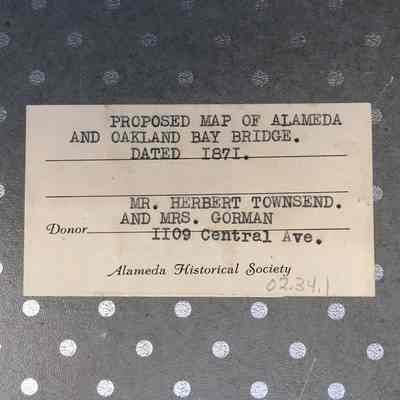 PROPOSED MAP OF ALAMEDA
AND OAKLAND BAY BRIDGE.
DATED 1871.
MR. HERBERT TOWNSEND.
AND MRS. GORMAN
Donor 1109 Central Ave.
Alameda Historical Society
02.34.1